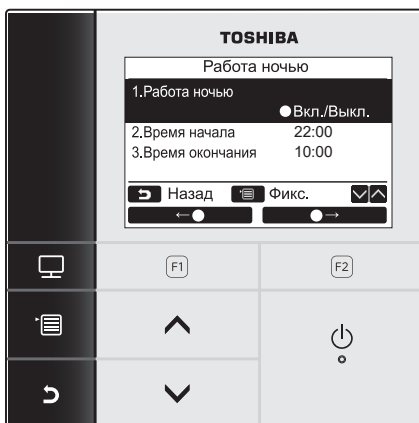 TOSHIBA
Работа ночью
1.Работа ночью
Вкл./Выкл.
2.Время начала 22:00
3.Время окончания 10:00
Назад Фикс.
F1 F2